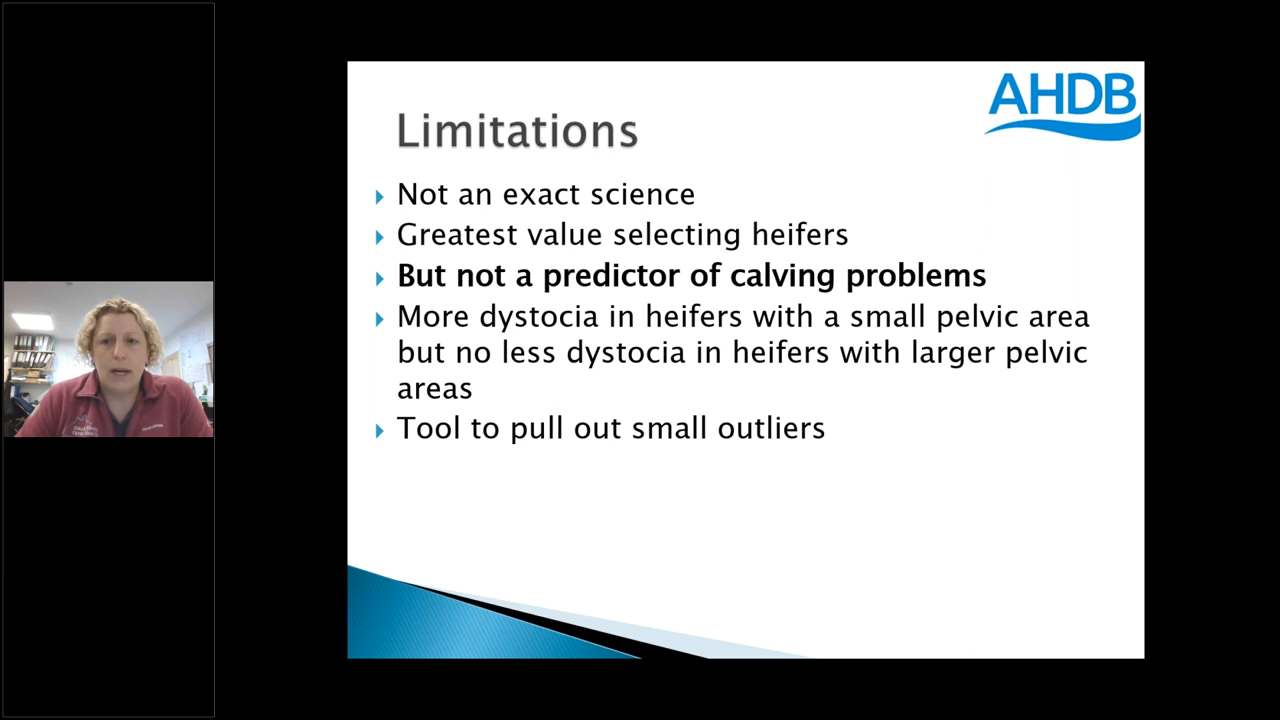 AHDB
Limitations
Not an exact science
Greatest value selecting heifers
But not a predictor of calving problems
More dystocia in heifers with a small pelvic area
but no less dystocia in heifers with larger pelvic
areas
Tool to pull out small outliers